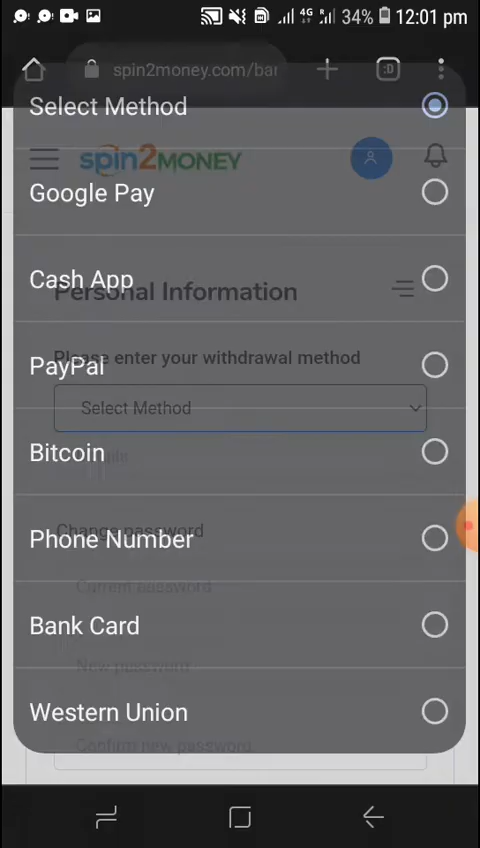 4G
34%
12:01 pm
spin2money.com/bar
:D
Select Method
spin2MONEY
Google Pay
Cash App
Personal Information
Please enter your withdrawal method
PayPal
Select Method
Bitcoin
Change password
Phone Number
Current password
Bank Card
New password
Western Union
Confirm new password